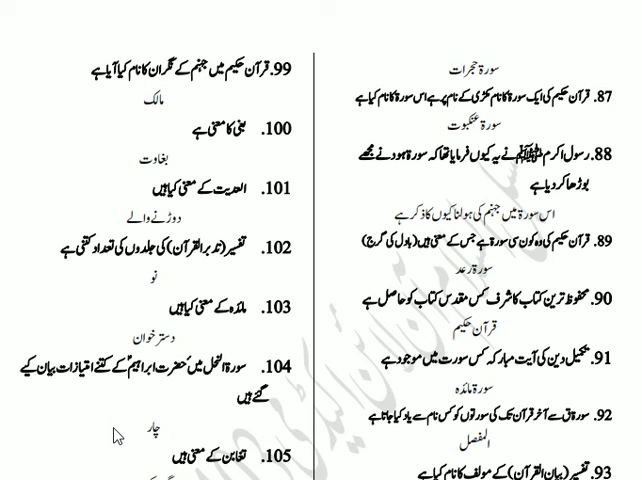 سورۃ حجرات
87. قرآن حکیم کی ایک سورۃ کا نام مکڑی کے نام پر ہے اس سورۃ کا نام کیا ہے
سورۃ عنکبوت
88. رسول اکرم ﷺ نے یہ کیوں فرمایا تھا کہ سورۃ ہود نے مجھے
بوڑھا کر دیا ہے
اس سورۃ میں جہنم کی ہولناکیوں کا ذکر ہے
89. قرآن حکیم کی وہ کون سی سورۃ ہے جس کے معنی ہیں (بادل کی گرج)
سورۃ رعد
90. محفوظ ترین کتاب کا شرف کس مقدس کتاب کو حاصل ہے
قرآن حکیم
91. تکمیل دین کی آیت مبارکہ کس سورت میں موجود ہے
سورۃ مائدہ
92. سورۃ ق سے آخر قرآن تک کی سورتوں کو کس نام سے یاد کیا جاتا ہے
المفصل
93. تفسیر (بیان القرآن) کے مولف کا نام کیا ہے
99. قرآن حکیم میں جہنم کے نگران کا نام کیا آیا ہے
مالک
100. بغی کا معنی ہے
بغاوت
101. العدیت کے معنی کیا ہیں
دوڑنے والے
102. تفسیر (تدبر القرآن) کی جلدوں کی تعداد کتنی ہے
نو
103. مائدہ کے معنی کیا ہیں
دسترخوان
104. سورۃ النحل میں حضرت ابراہیمؑ کے کتنے امتیازات بیان کیے
گئے ہیں
چار
105. تغابن کے معنی ہیں